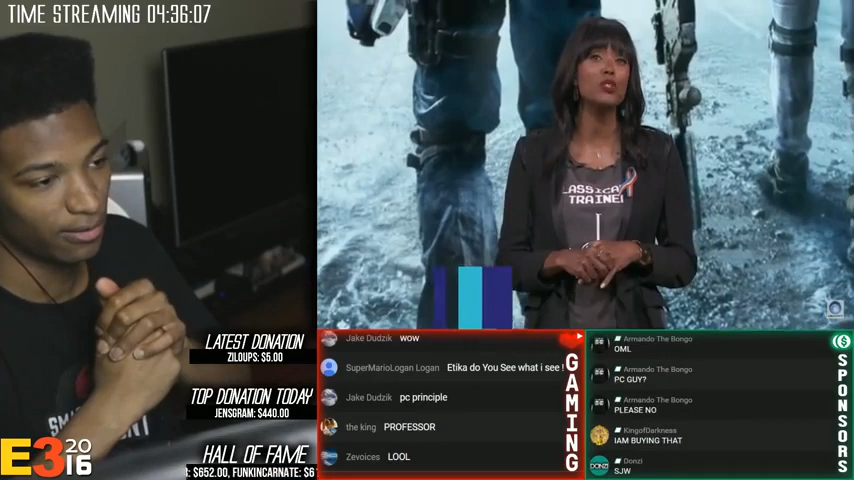 TIME STREAMING 04:36:07
LASSICA
TRAINE
LATEST DONATION
ZILOUPS: $5.00
TOP DONATION TODAY
JENSGRAM: $440.00
HALL OF FAME
: $652.00, FUNKINCARNATE: $6
E3 2016
Jake Dudzik wow
SuperMarioLogan Logan Etika do You See what i see !
Jake Dudzik pc principle
the king PROFESSOR
Zevoices LOOL
GAMING
Armando The Bongo
OML
Armando The Bongo
PC GUY?
Armando The Bongo
PLEASE NO
KingofDarkness
IAM BUYING THAT
DONZI
Donzi
SJW
SPONSORS